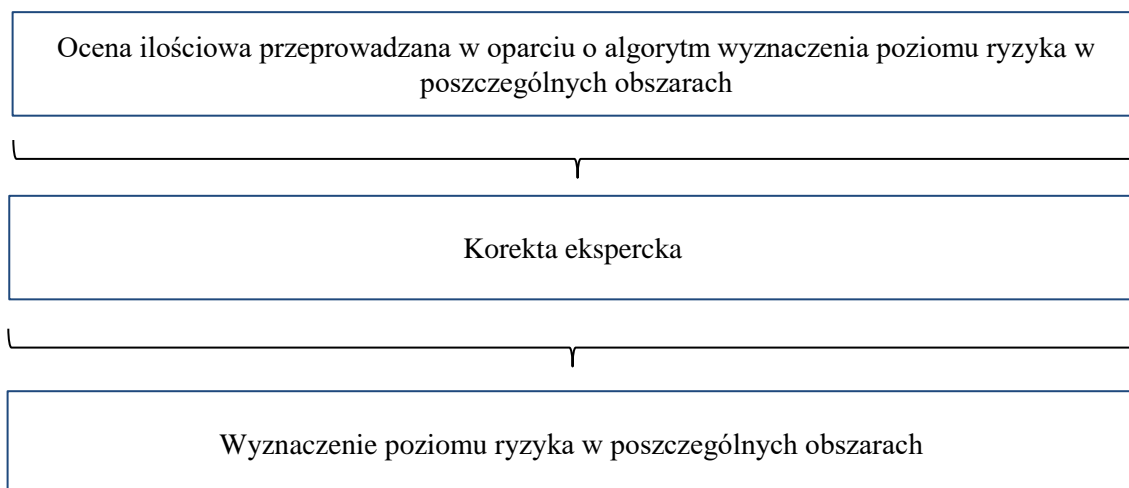 Ocena ilościowa przeprowadzana w oparciu o algorytm wyznaczenia poziomu ryzyka w
poszczególnych obszarach
Korekta ekspercka
Wyznaczenie poziomu ryzyka w poszczególnych obszarach